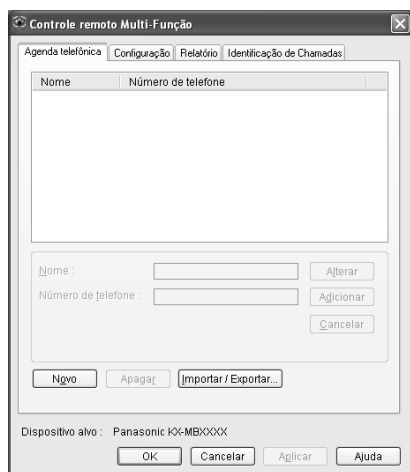 Controle remoto Multi-Função
Agenda telefônica Configuração Relatório Identificação de Chamadas
Nome Número de telefone
Nome : Alterar
Número de telefone : Adicionar
Cancelar
Novo Apagar Importar / Exportar...
Dispositivo alvo : Panasonic KX-MBXXXX
OK Cancelar Aplicar Ajuda